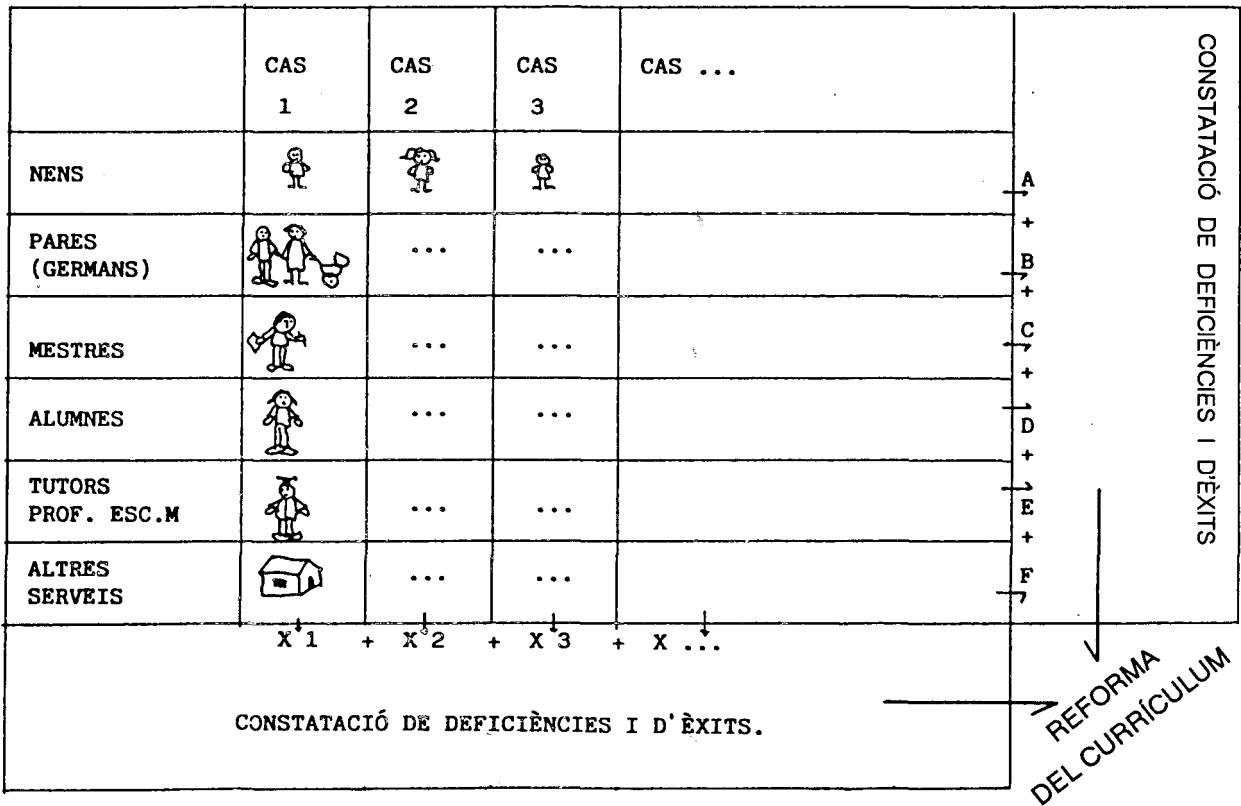 CAS CAS CAS CAS ...
1 2 3
NENS
A
+
PARES
(GERMANS) ... ...
B
+
MESTRES ... ...
C
+
ALUMNES ... ...
D
+
TUTORS
PROF. ESC.M ... ...
E
+
ALTRES
SERVEIS ... ...
F
X 1 + X 2 + X 3 + X ...
CONSTATACIÓ DE DEFICIÈNCIES I D'ÈXITS.
CONSTATACIÓ DE DEFICIÈNCIES I D'ÈXITS
REFORMA
DEL CURRÍCULUM